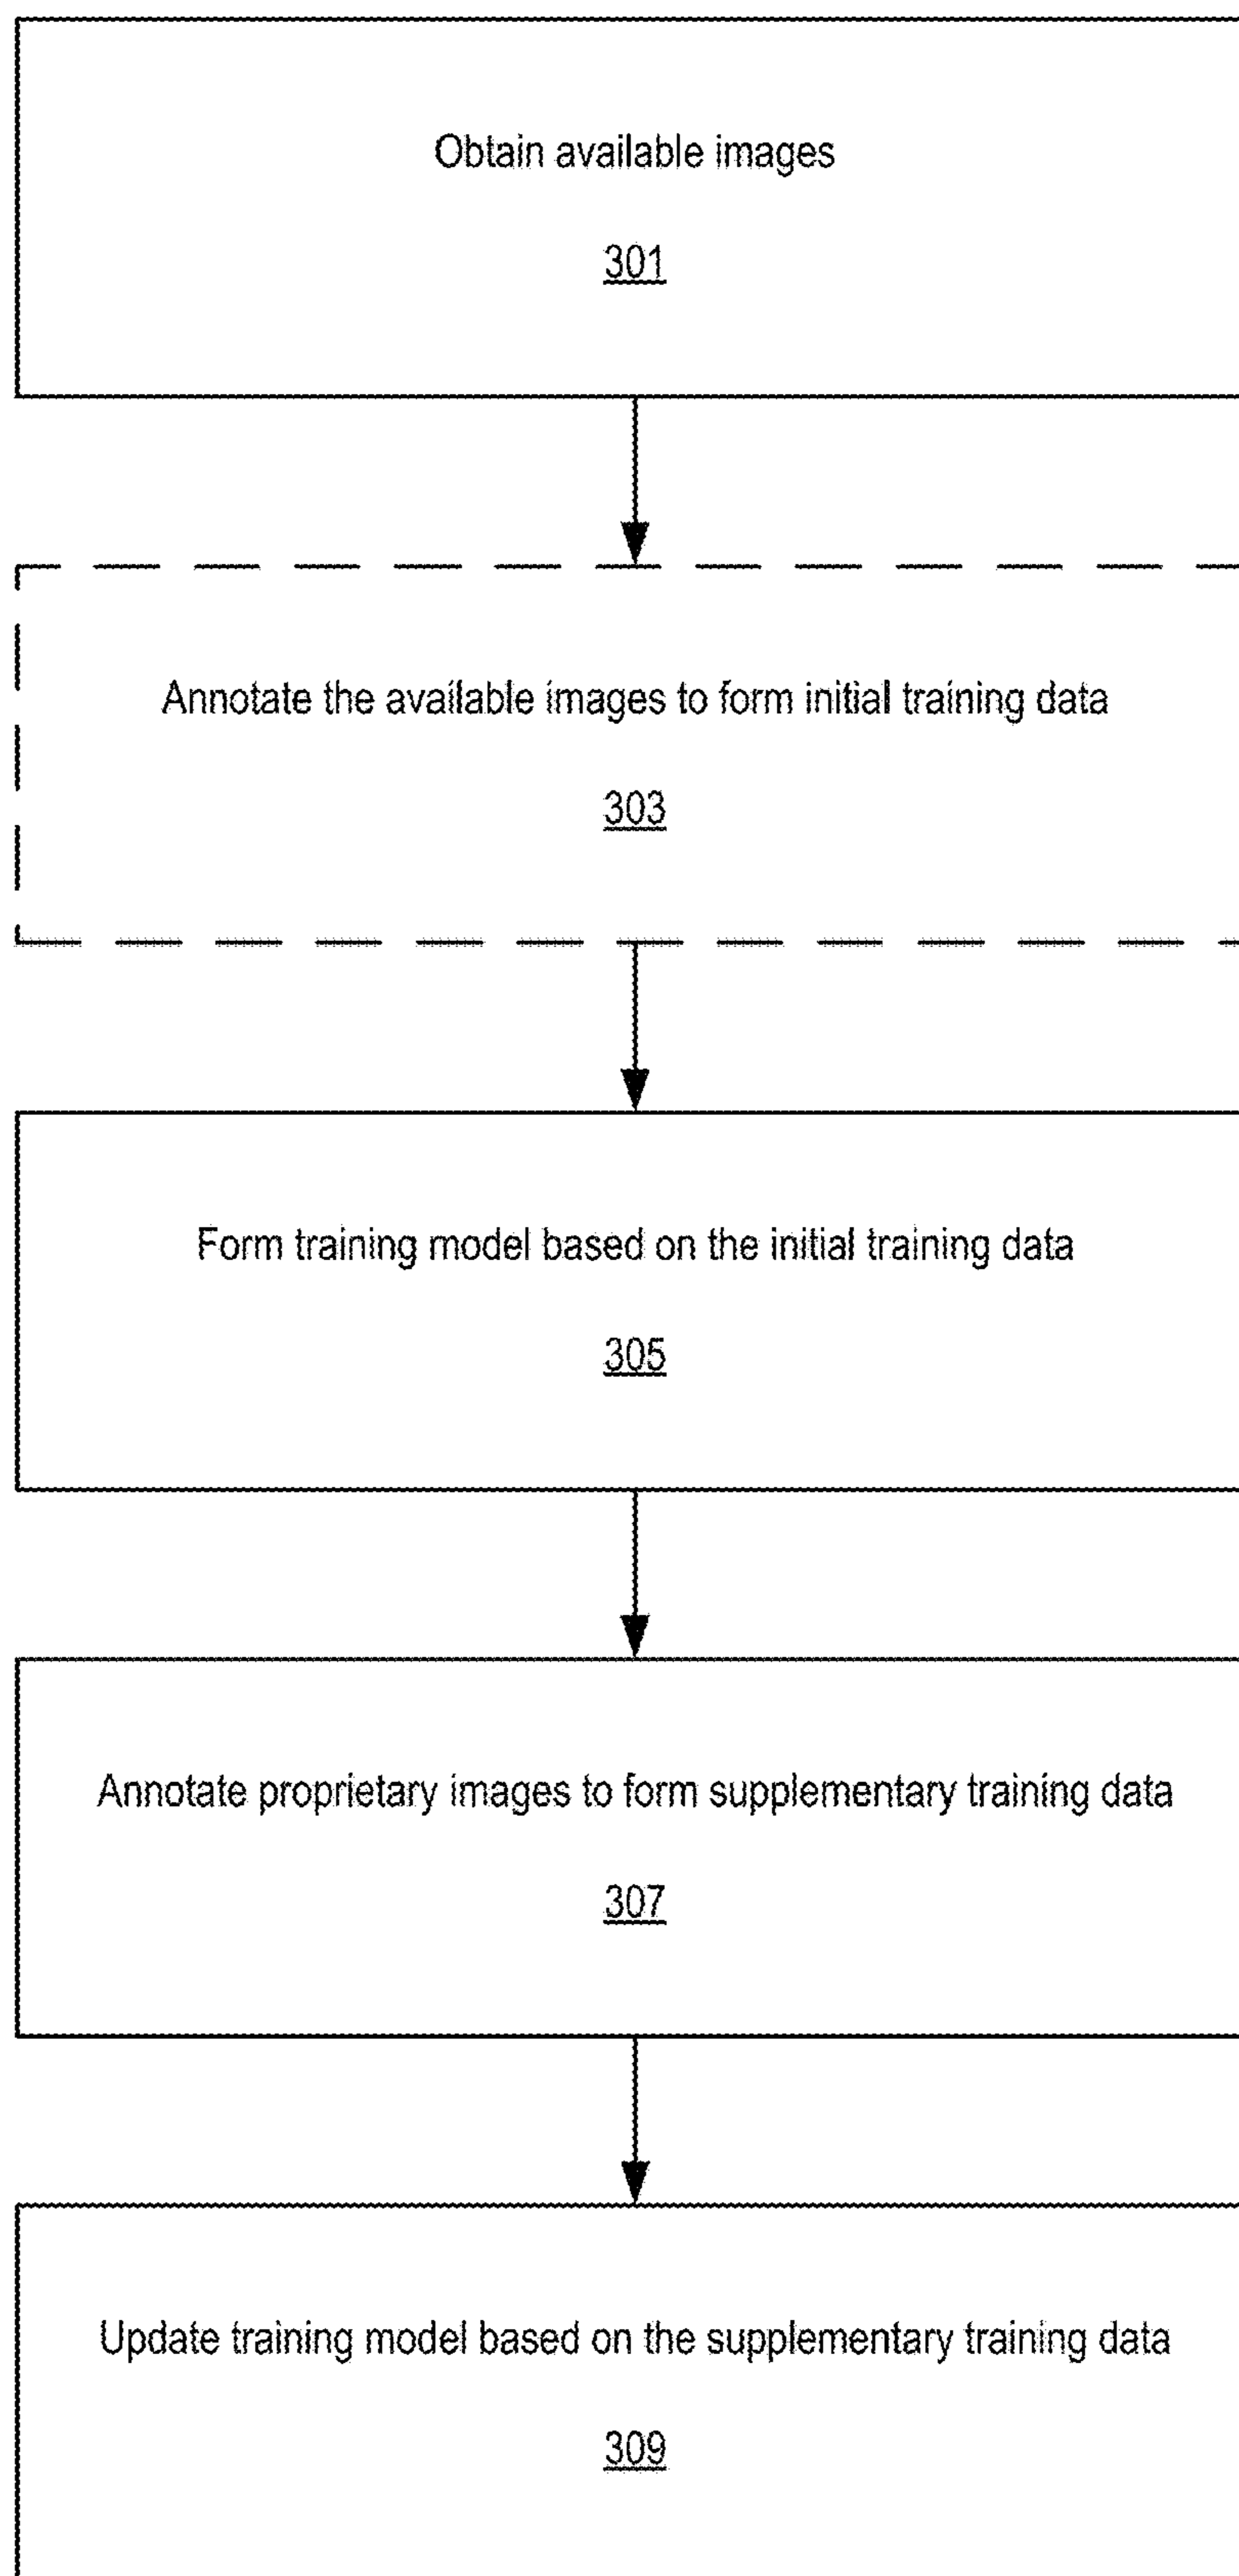 Obtain available images
301
Annotate the available images to form initial training data
303
Form training model based on the initial training data
305
Annotate proprietary images to form supplementary training data
307
Update training model based on the supplementary training data
309